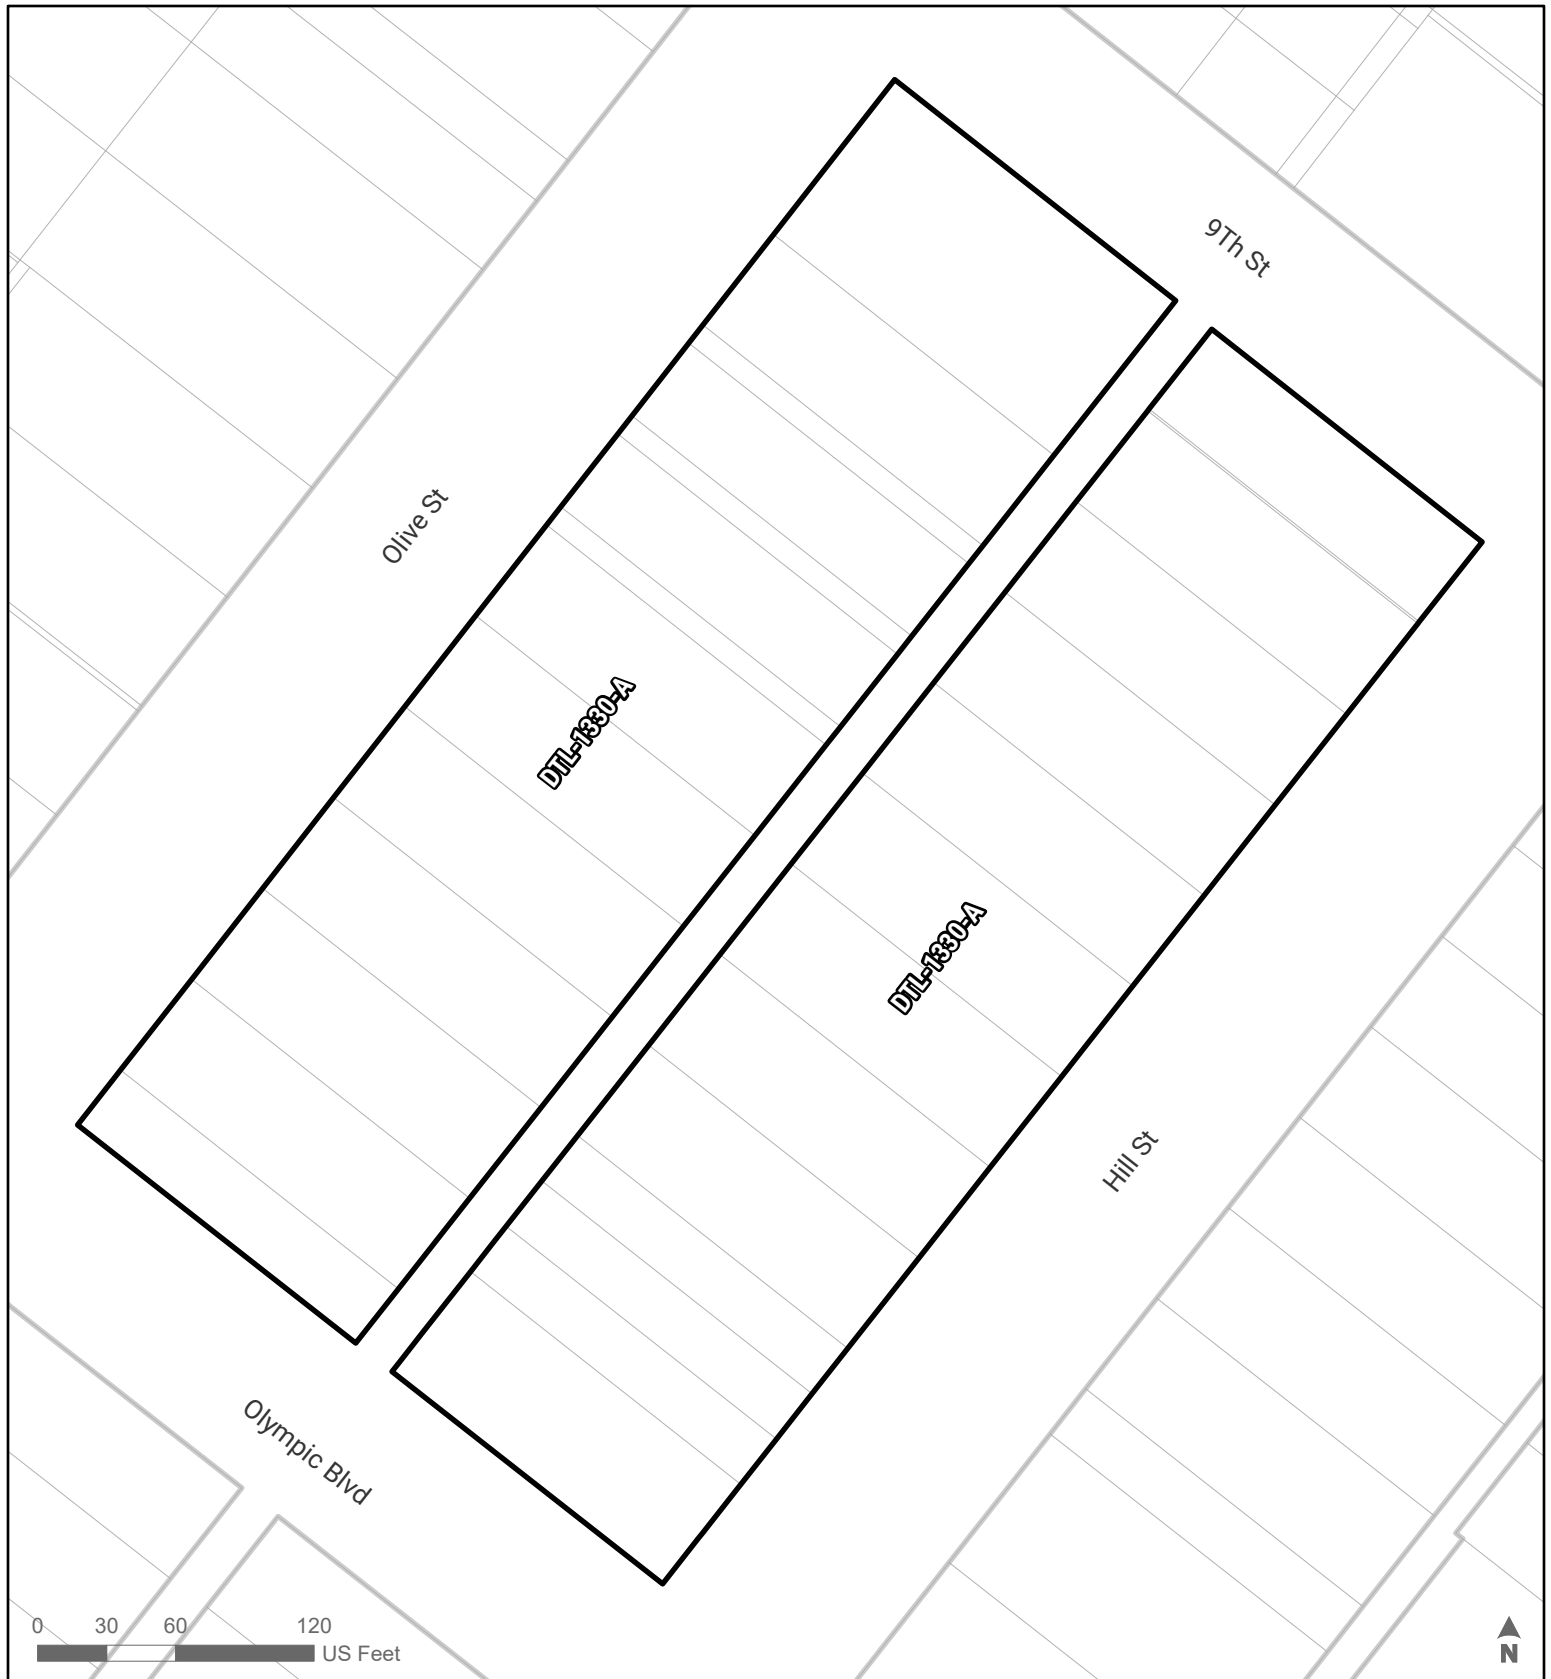 9Th St
Olive St
DTL-1330-A
DTL-1330-A
Hill St
Olympic Blvd
0 30 60 120
US Feet
N